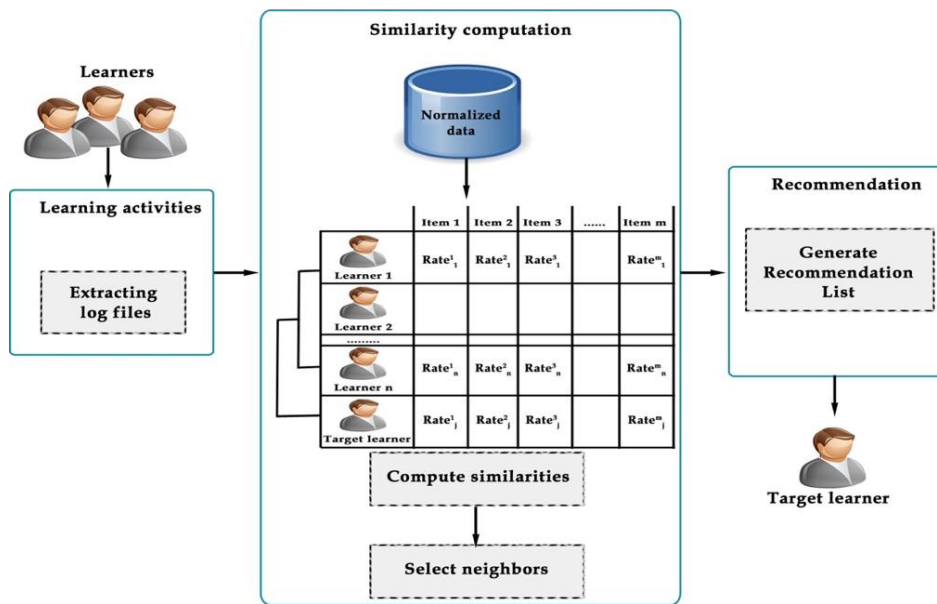 Learners
Learning activities
Extracting
log files
Similarity computation
Normalized
data
Item 1 Item 2 Item 3 ...... Item m
Learner 1 Rate¹₁ Rate²₁ Rate³₁ Rateᵐ₁
Learner 2
.........
Learner n Rate¹ₙ Rate²ₙ Rate³ₙ Rateᵐₙ
Target learner Rate¹ⱼ Rate²ⱼ Rate³ⱼ Rateᵐⱼ
Compute similarities
Select neighbors
Recommendation
Generate
Recommendation
List
Target learner